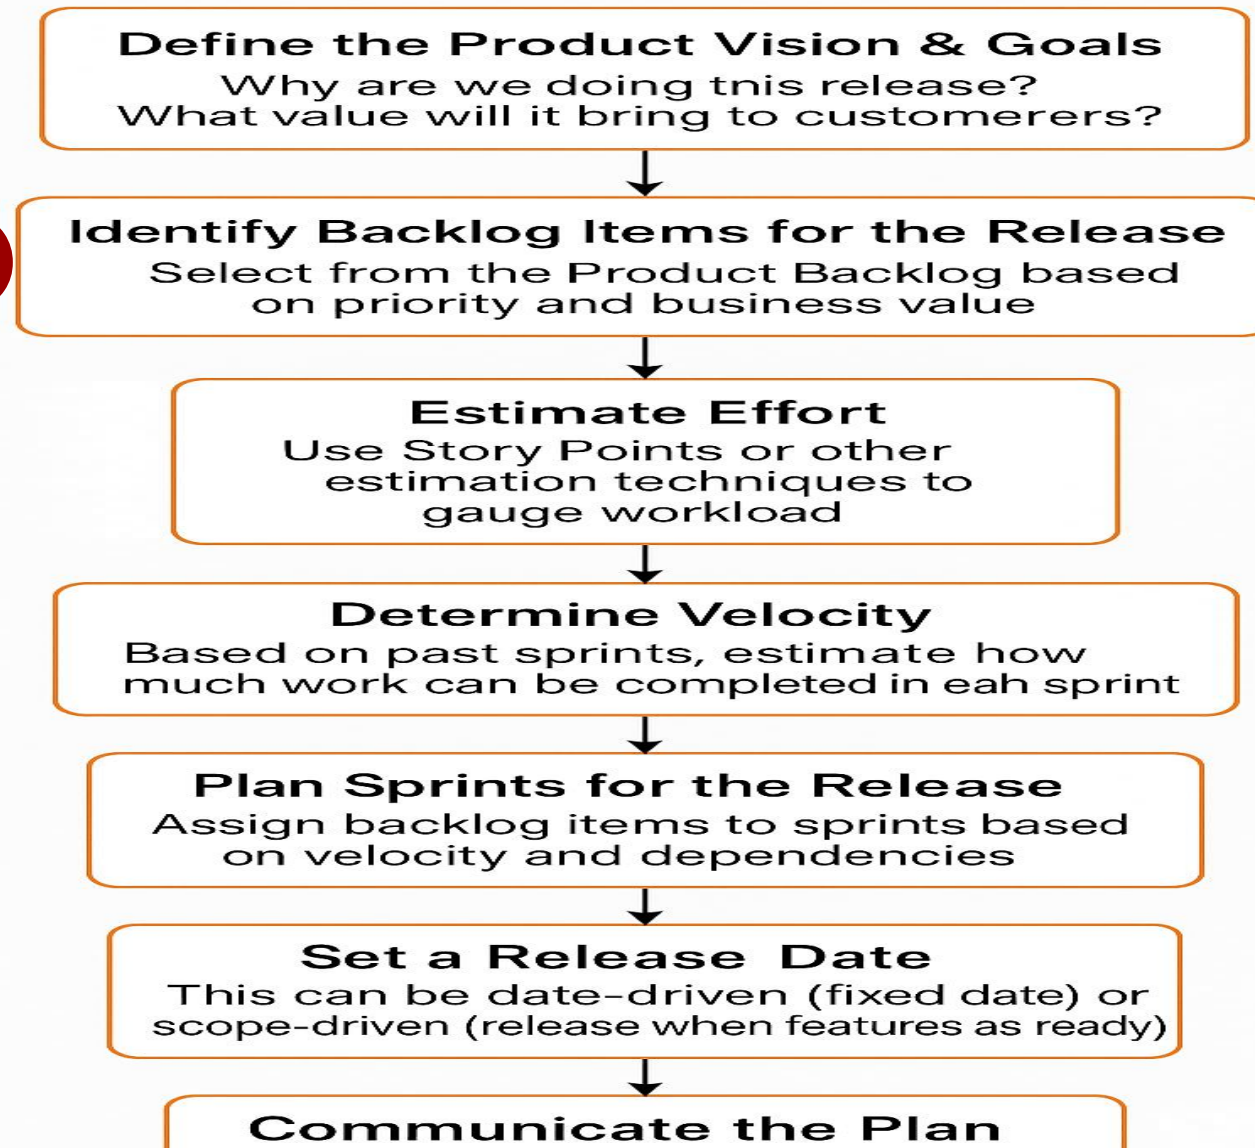 Define the Product Vision & Goals
Why are we doing tnis release?
What value will it bring to customerers?
Identify Backlog Items for the Release
Select from the Product Backlog based
on priority and business value
Estimate Effort
Use Story Points or other
estimation techniques to
gauge workload
Determine Velocity
Based on past sprints, estimate how
much work can be completed in eah sprint
Plan Sprints for the Release
Assign backlog items to sprints based
on velocity and dependencies
Set a Release Date
This can be date-driven (fixed date) or
scope-driven (release when features as ready)
Communicate the Plan